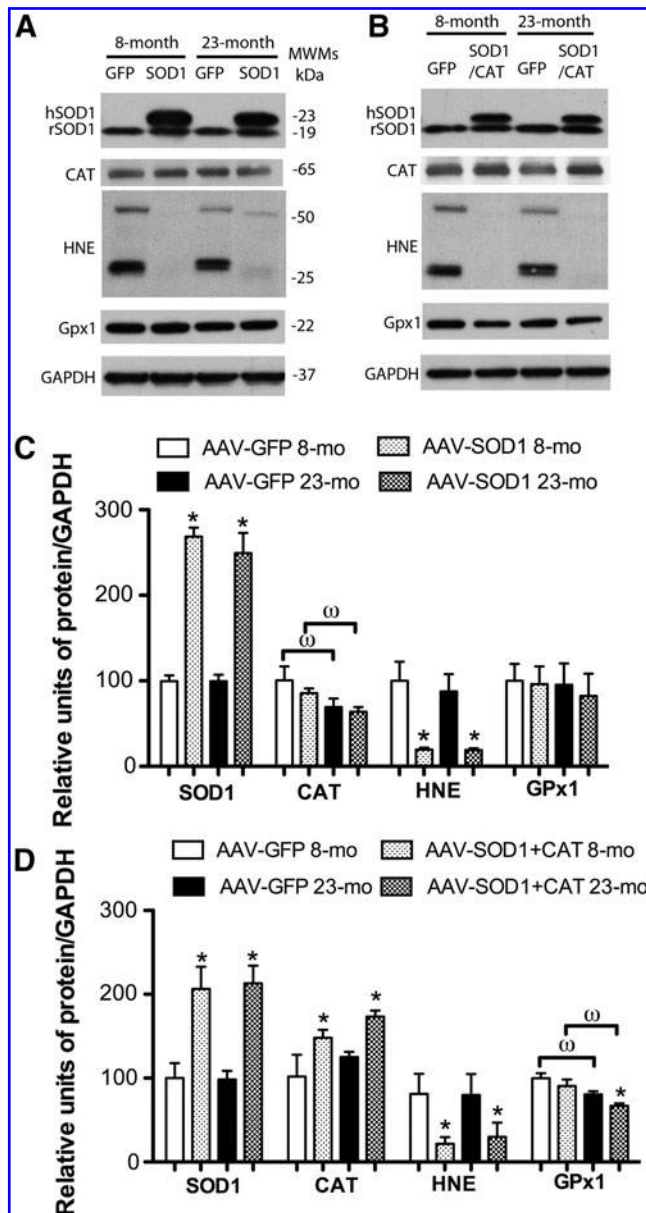 A
8-month 23-month MWMs
GFP SOD1 GFP SOD1 kDa
hSOD1 -23
rSOD1 -19
CAT -65
-50
HNE
-25
Gpx1 -22
GAPDH -37
B
8-month 23-month
GFP SOD1 /CAT GFP SOD1 /CAT
hSOD1
rSOD1
CAT
HNE
Gpx1
GAPDH
C
AAV-GFP 8-mo AAV-SOD1 8-mo
AAV-GFP 23-mo AAV-SOD1 23-mo
Relative units of protein/GAPDH
300
200
100
0
* *
ω
ω
* *
SOD1 CAT HNE GPx1
D
AAV-GFP 8-mo AAV-SOD1+CAT 8-mo
AAV-GFP 23-mo AAV-SOD1+CAT 23-mo
Relative units of protein/GAPDH
300
200
100
0
* *
* *
* *
ω
ω
*
SOD1 CAT HNE GPx1